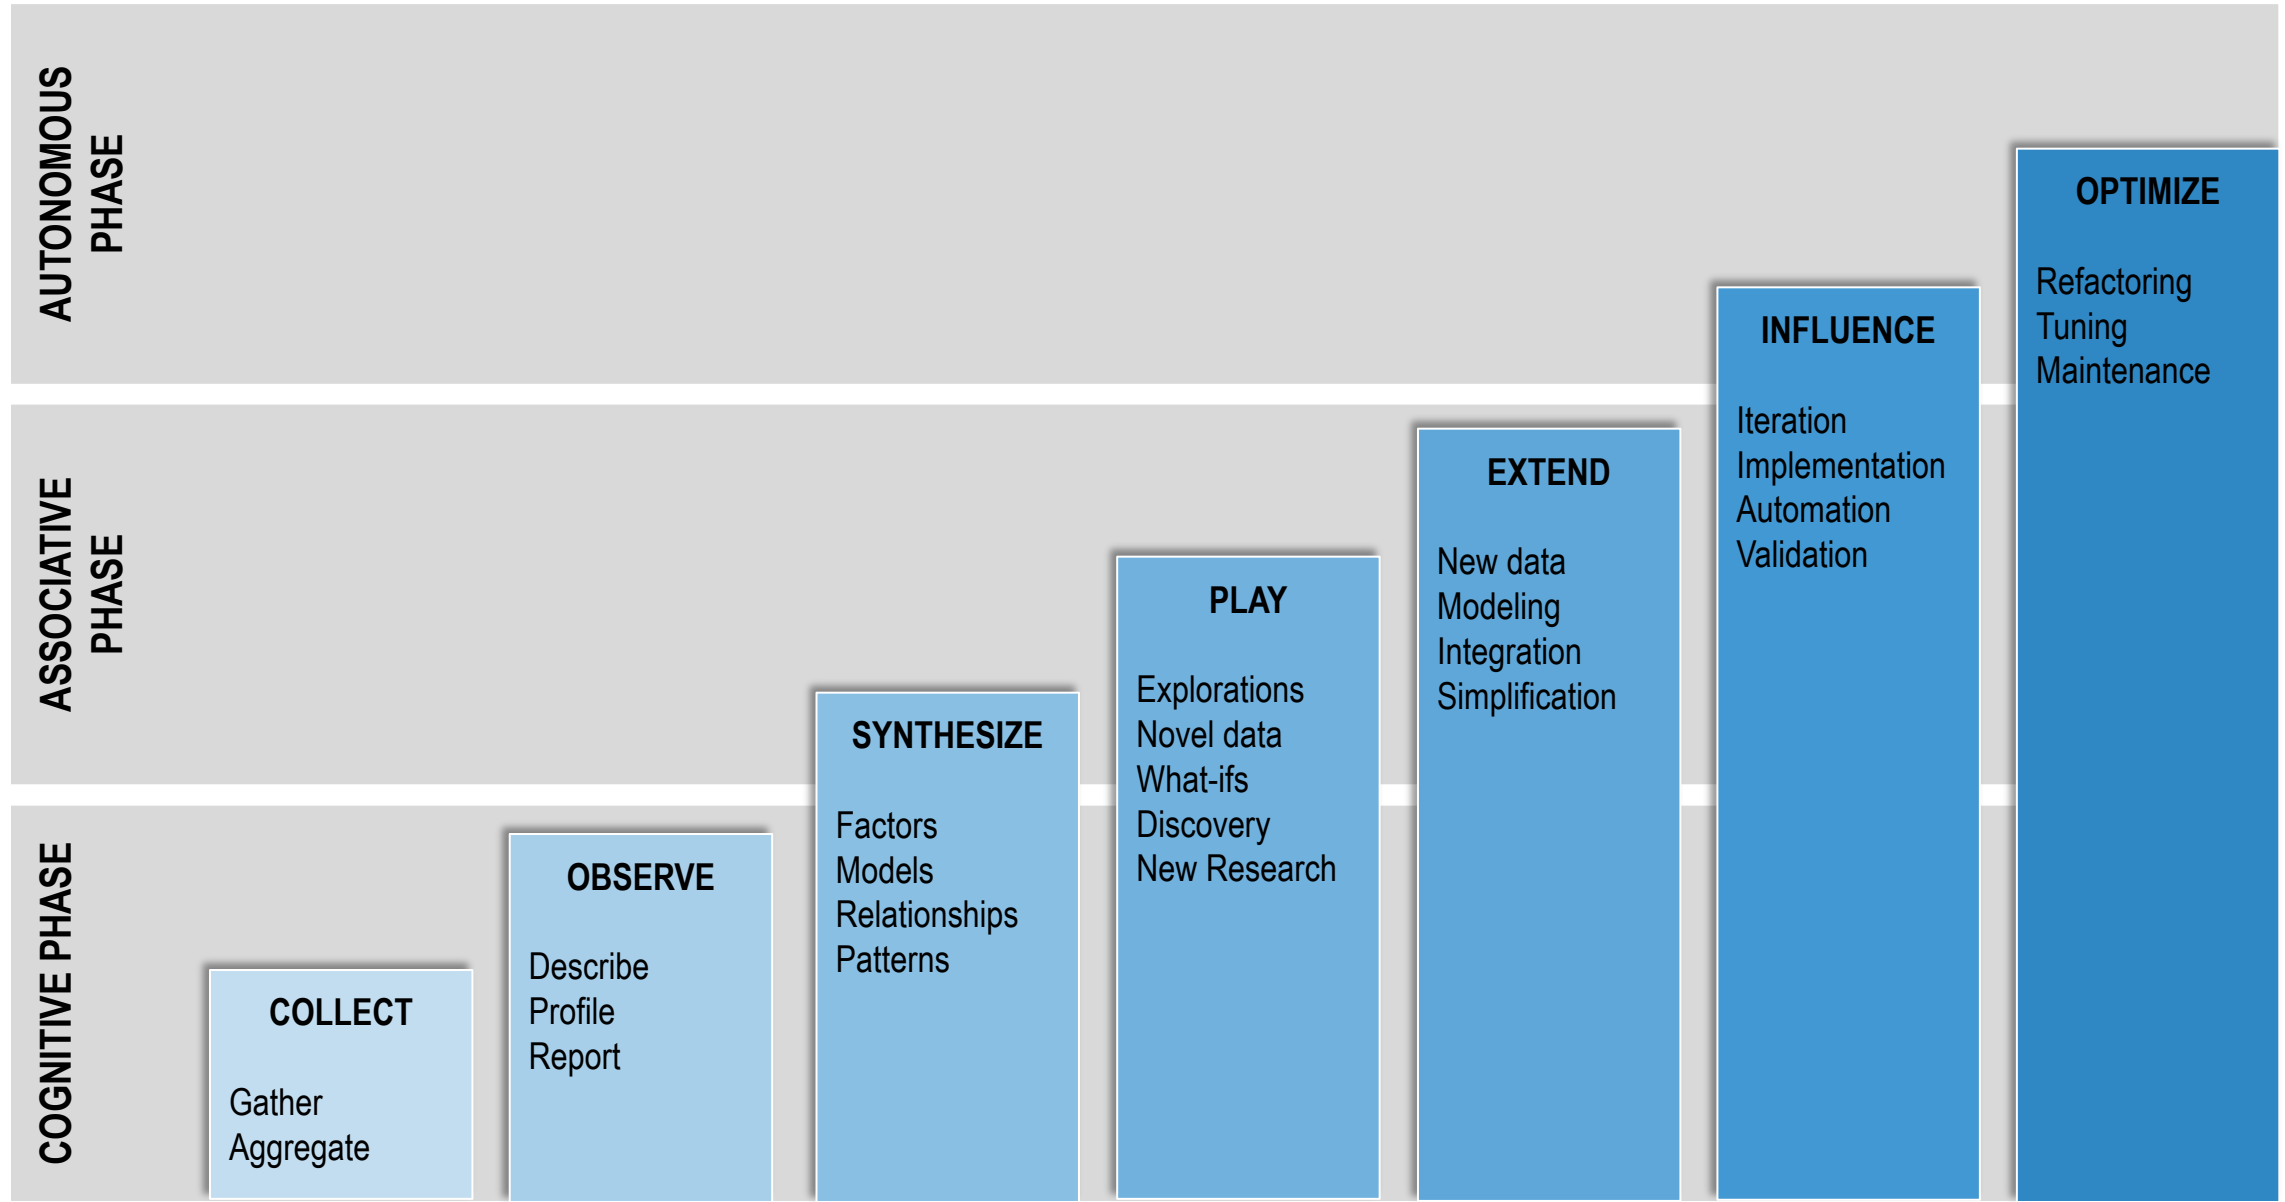 AUTONOMOUS
PHASE
ASSOCIATIVE
PHASE
COGNITIVE PHASE
COLLECT
Gather
Aggregate
OBSERVE
Describe
Profile
Report
SYNTHESIZE
Factors
Models
Relationships
Patterns
PLAY
Explorations
Novel data
What-ifs
Discovery
New Research
EXTEND
New data
Modeling
Integration
Simplification
INFLUENCE
Iteration
Implementation
Automation
Validation
OPTIMIZE
Refactoring
Tuning
Maintenance